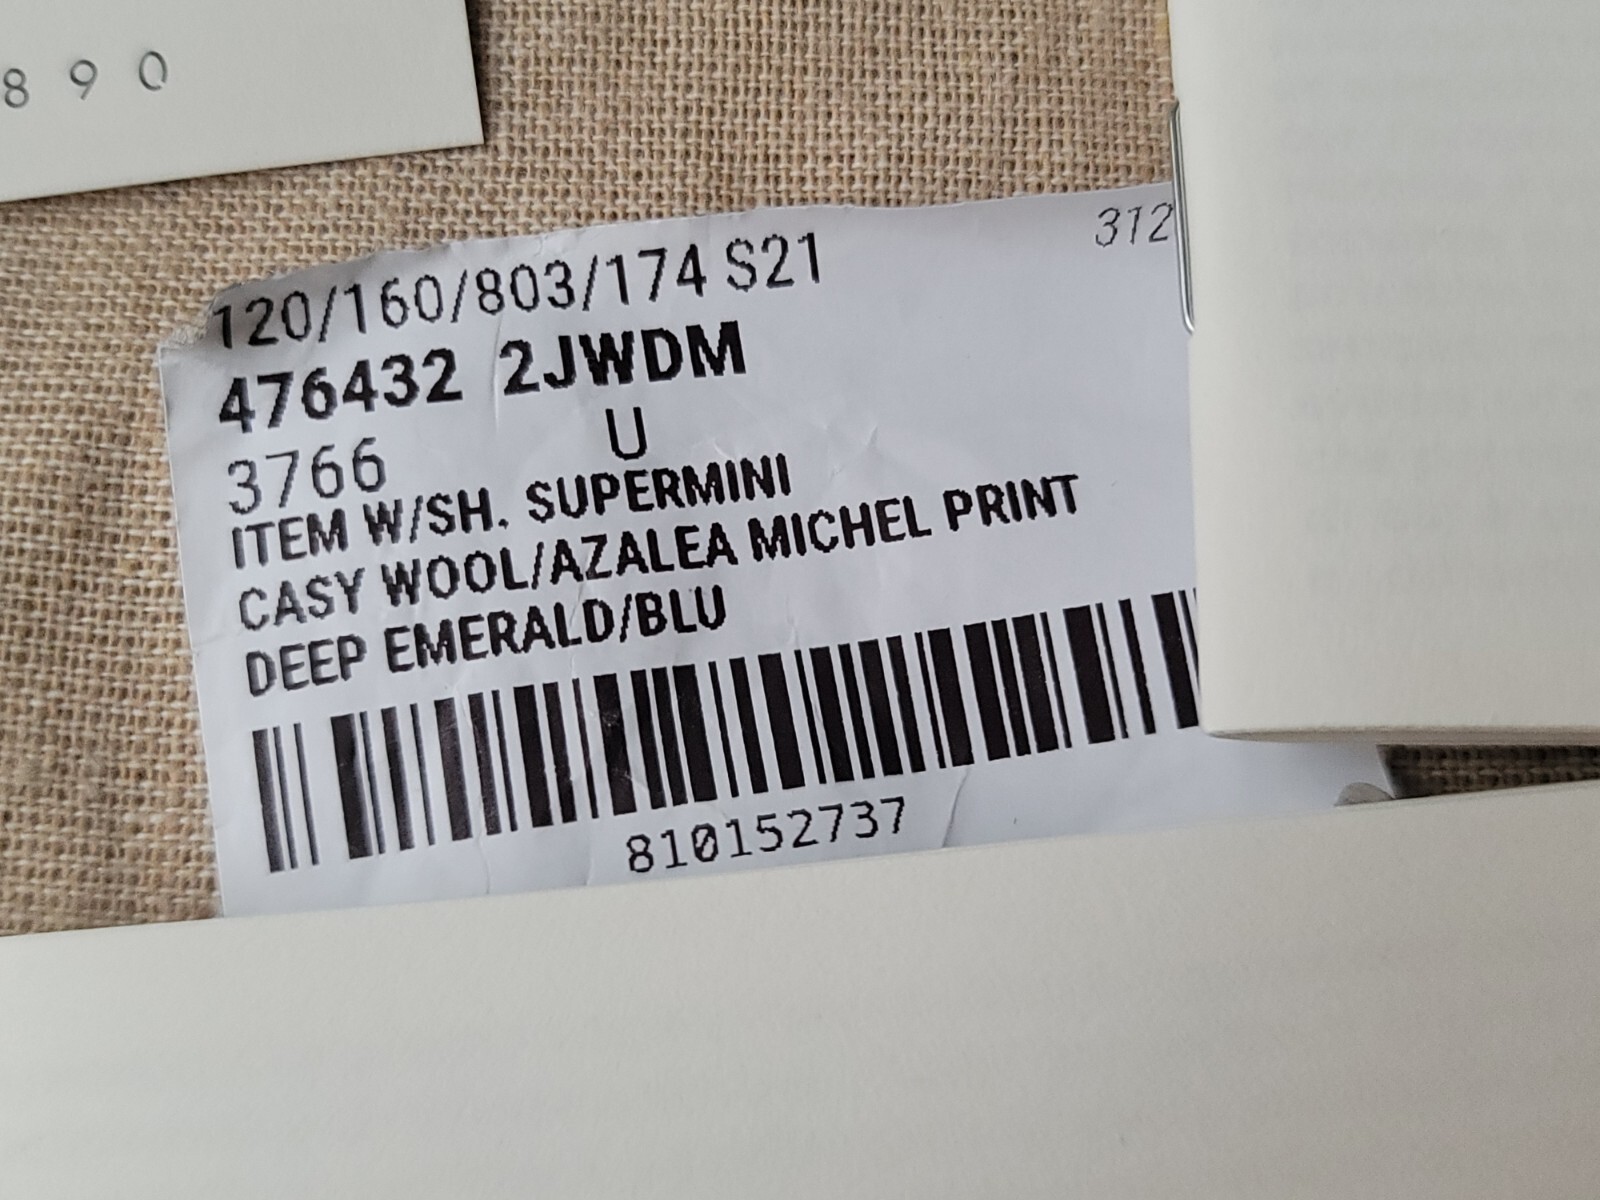 890
312
120/160/803/174 S21
476432 2JWDM
3766 U
ITEM W/SH. SUPERMINI
CASY WOOL/AZALEA MICHEL PRINT
DEEP EMERALD/BLU
810152737